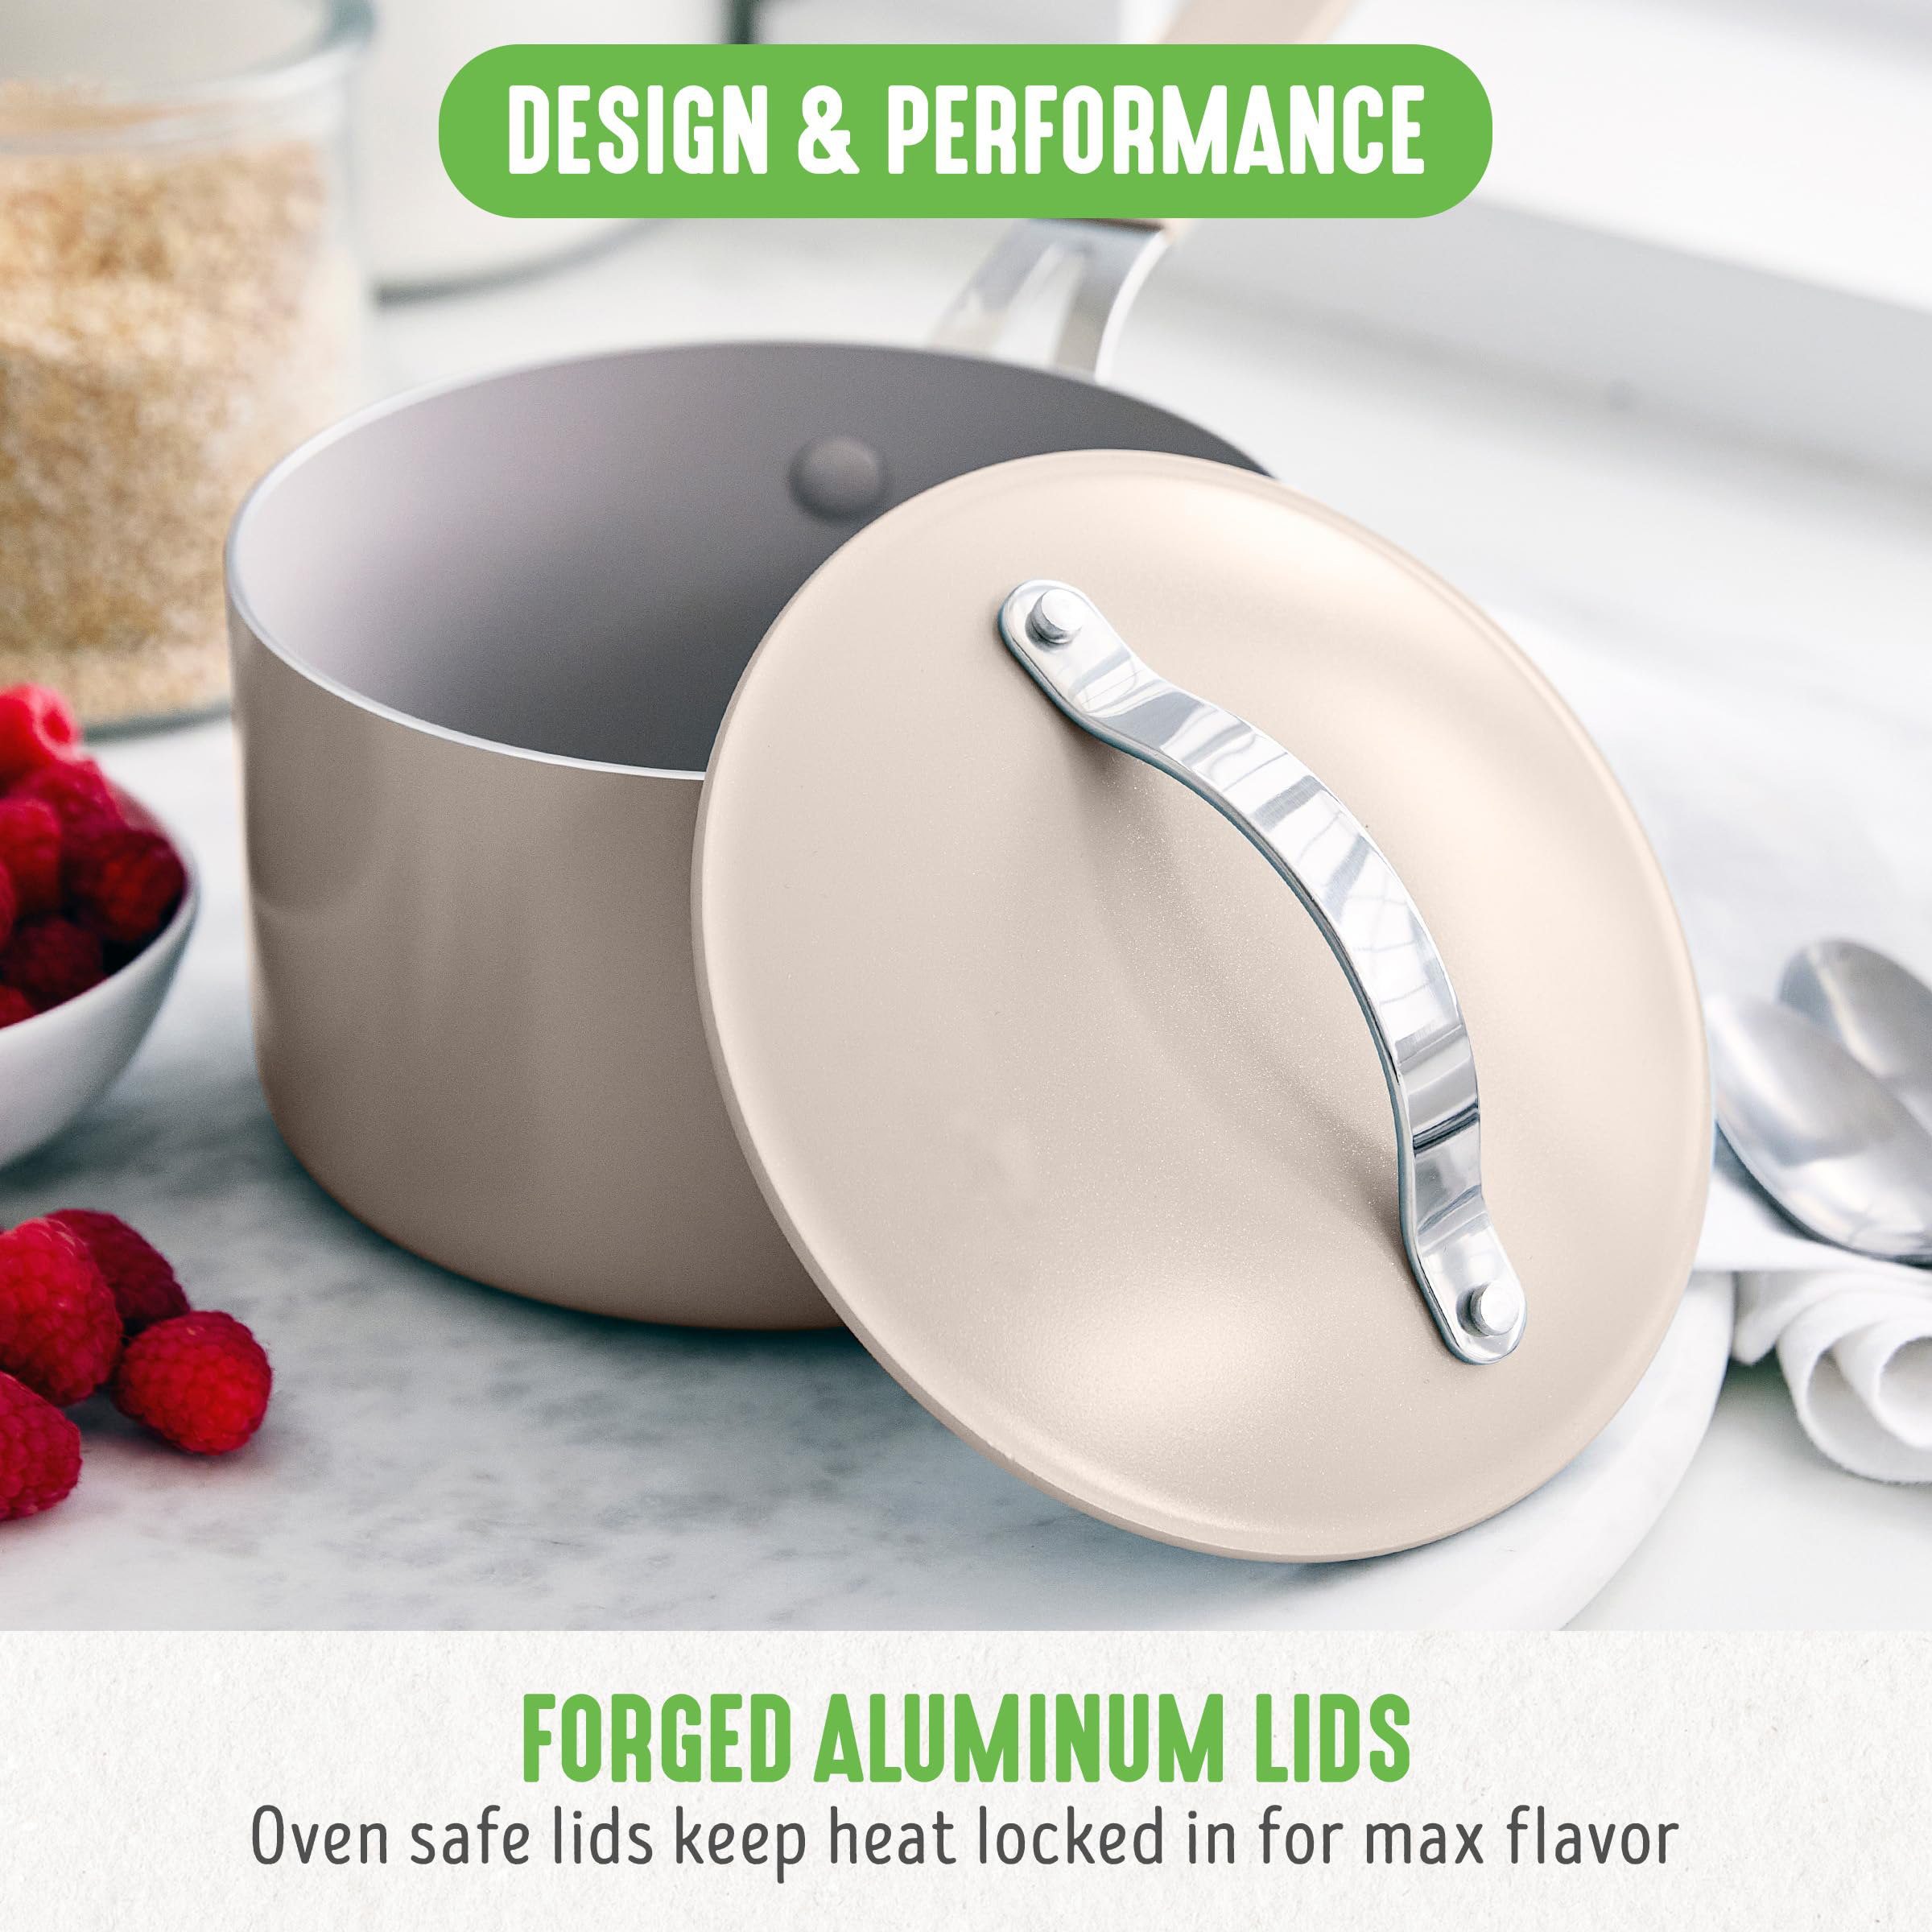 DESIGN & PERFORMANCE
FORGED ALUMINUM LIDS
Oven safe lids keep heat locked in for max flavor